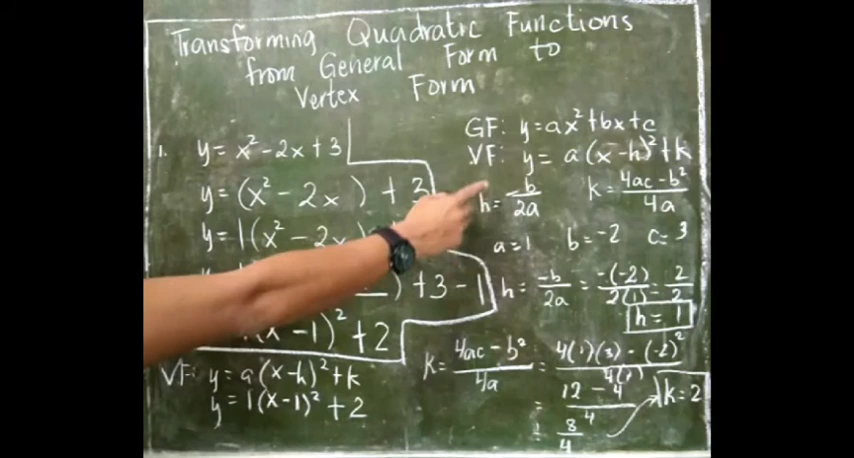 Transforming Quadratic Functions
from General Form to
Vertex Form
1. y = x² - 2x + 3
y = (x² - 2x ) + 3
y = 1(x² - 2x
) + 3 - 1
x - 1)² + 2
VF: y = a(x-h)² + k
y = 1(x-1)² + 2
GF: y = ax² + bx + c
VF: y = a(x-h)² + k
h = -b/2a k = 4ac - b²/4a
a = 1 b = -2 c = 3
h = -b/2a = -(-2)/2(1) = 2/2
h = 1
k = 4ac - b²/4a = 4(1)(3) - (-2)²/4(1)
= 12 - 4/4
= 8/4 k = 2